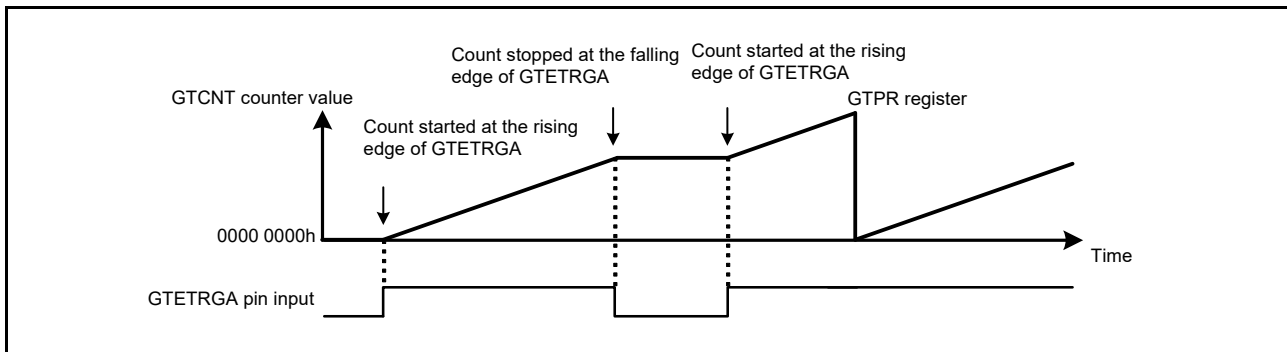 Count stopped at the falling
edge of GTETRGA
Count started at the rising
edge of GTETRGA
GTCNT counter value
GTPR register
Count started at the rising
edge of GTETRGA
0000 0000h
Time
GTETRGA pin input